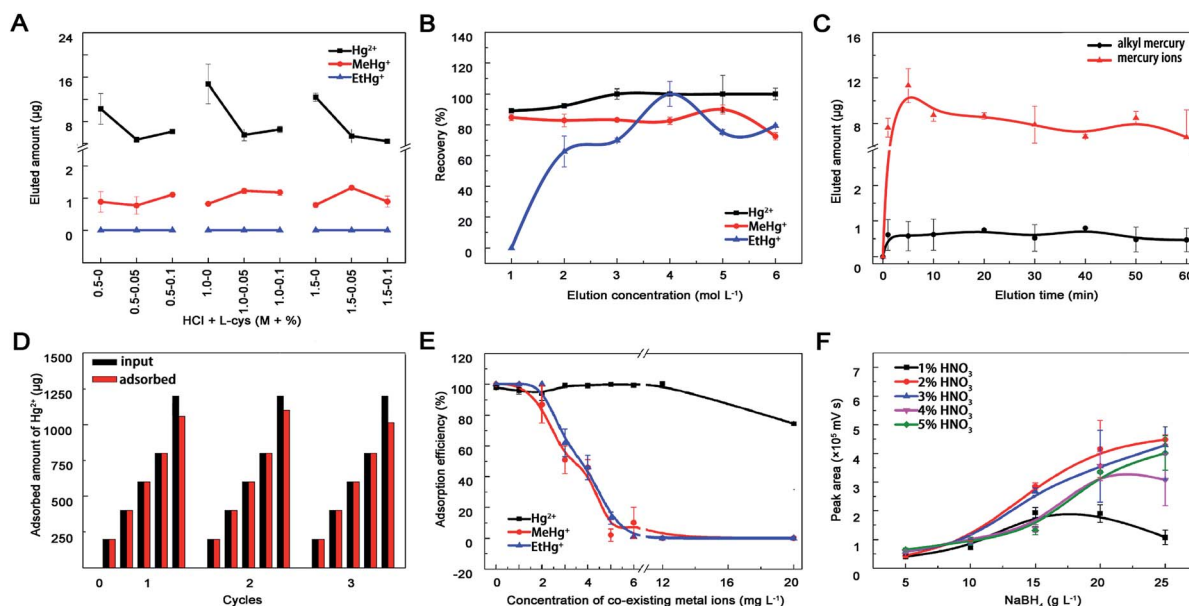 A
24
16
8
2
1
0
Eluted amount (µg)
Hg²⁺
MeHg⁺
EtHg⁺
0.5-0
0.5-0.05
0.5-0.1
1.0-0
1.0-0.05
1.0-0.1
1.5-0
1.5-0.05
1.5-0.1
HCl + L-cys (M + %)
B
140
120
100
80
60
40
20
0
Recovery (%)
Hg²⁺
MeHg⁺
EtHg⁺
1 2 3 4 5 6
Elution concentration (mol L⁻¹)
C
16
12
8
2
1
0
Eluted amount (µg)
alkyl mercury
mercury ions
0 10 20 30 40 50 60
Elution time (min)
D
1500
1250
1000
750
500
250
Adsorbed amount of Hg²⁺ (µg)
input
adsorbed
0 1 2 3
Cycles
E
120
100
80
60
40
20
0
-20
Adsorption efficiency (%)
Hg²⁺
MeHg⁺
EtHg⁺
0 2 4 6 12 20
Concentration of co-existing metal ions (mg L⁻¹)
F
7
6
5
4
3
2
1
0
Peak area (×10⁵ mV s)
1% HNO₃
2% HNO₃
3% HNO₃
4% HNO₃
5% HNO₃
5 10 15 20 25
NaBH₄ (g L⁻¹)